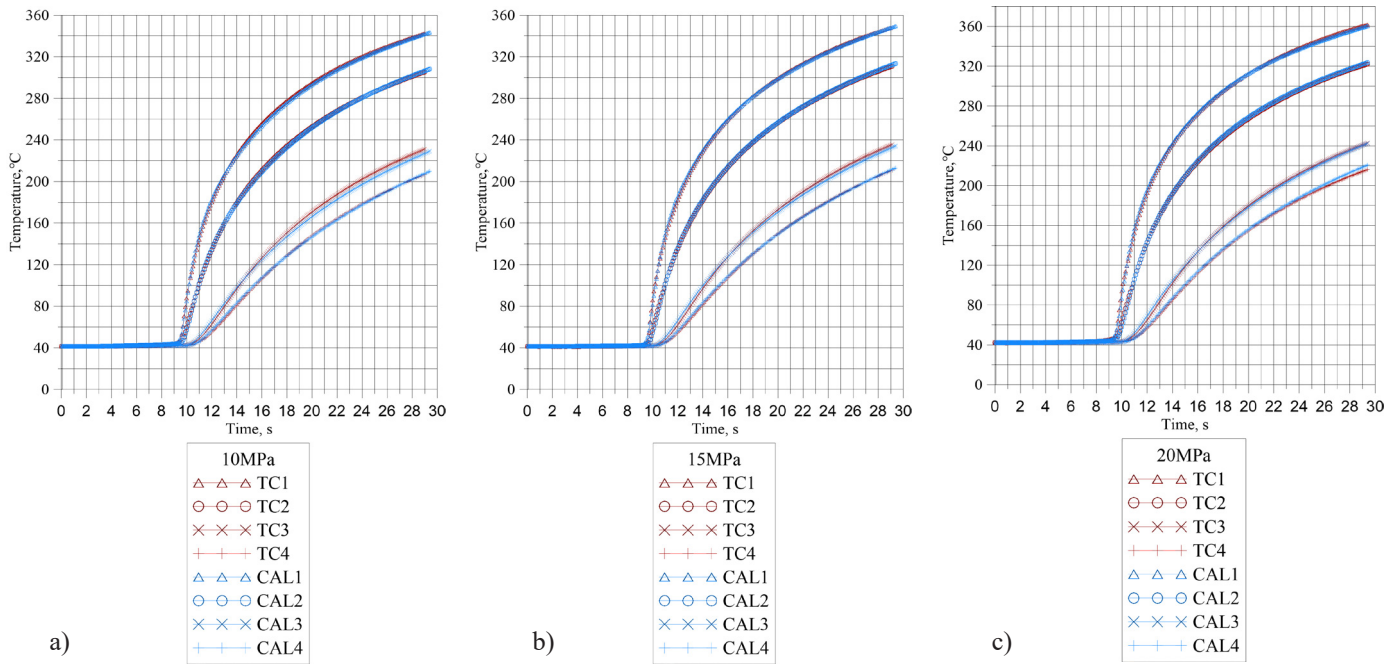 360
320
280
240
200
160
120
80
40
0
Temperature,°C
0 2 4 6 8 10 12 14 16 18 20 22 24 26 28 30
Time, s
10MPa
TC1
TC2
TC3
TC4
CAL1
CAL2
CAL3
CAL4
a)
360
320
280
240
200
160
120
80
40
0
Temperature,°C
0 2 4 6 8 10 12 14 16 18 20 22 24 26 28 30
Time, s
15MPa
TC1
TC2
TC3
TC4
CAL1
CAL2
CAL3
CAL4
b)
360
320
280
240
200
160
120
80
40
0
Temperature,°C
0 2 4 6 8 10 12 14 16 18 20 22 24 26 28 30
Time, s
20MPa
TC1
TC2
TC3
TC4
CAL1
CAL2
CAL3
CAL4
c)